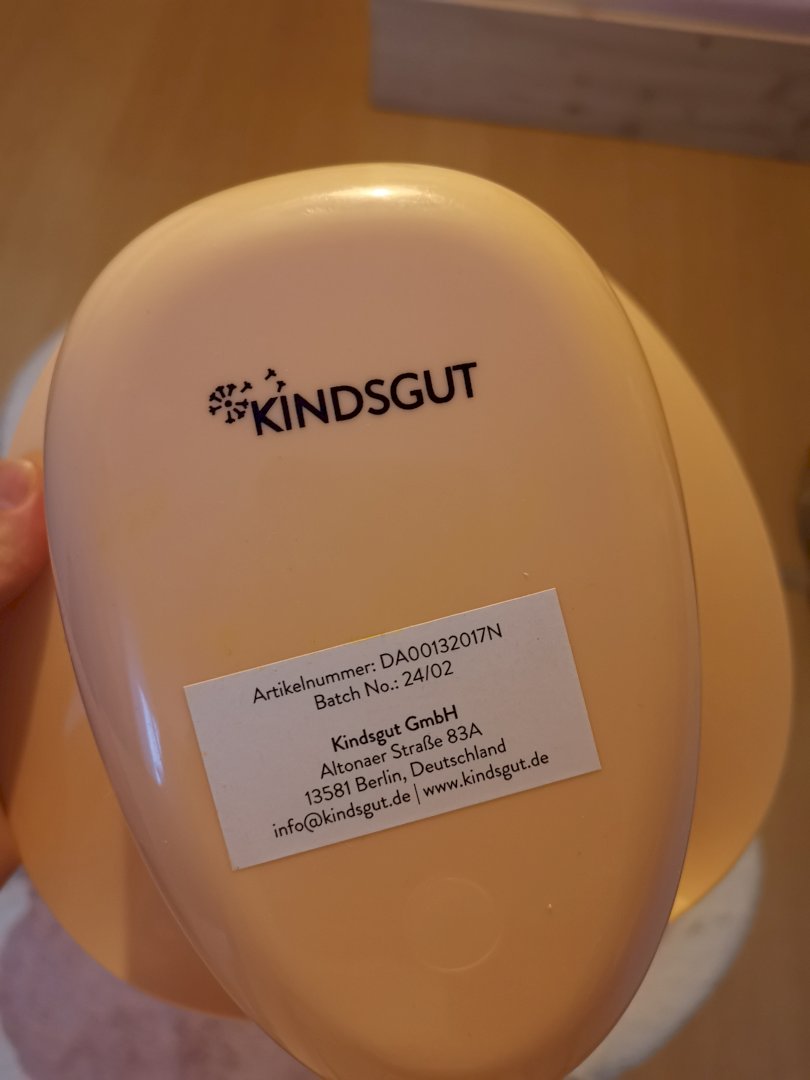 KINDSGUT
Artikelnummer: DA00132017N
Batch No.: 24/02
Kindsgut GmbH
Altonaer Straße 83A
13581 Berlin, Deutschland
info@kindsgut.de | www.kindsgut.de